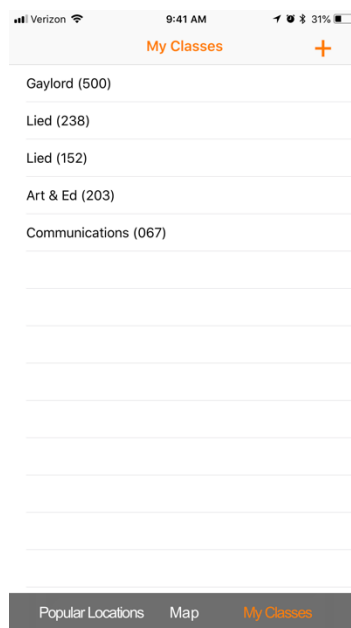 Verizon 9:41 AM 31%
My Classes +
Gaylord (500)
Lied (238)
Lied (152)
Art & Ed (203)
Communications (067)
Popular Locations Map My Classes